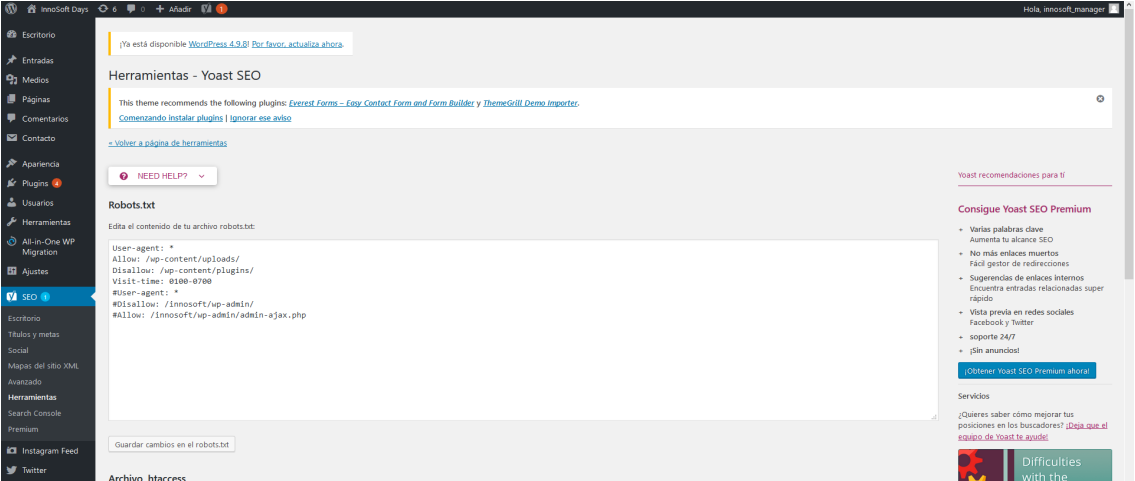 InnoSoft Days 6 0 + Añadir 1 Hola, innosoft_manager
Escritorio
Entradas
Medios
Páginas
Comentarios
Contacto
Apariencia
Plugins 4
Usuarios
Herramientas
All-in-One WP
Migration
Ajustes
SEO 1
Escritorio
Títulos y metas
Social
Mapas del sitio XML
Avanzado
Herramientas
Search Console
Premium
Instagram Feed
Twitter
¡Ya está disponible WordPress 4.9.8! Por favor, actualiza ahora.
Herramientas - Yoast SEO
This theme recommends the following plugins: Everest Forms – Easy Contact Form and Form Builder y ThemeGrill Demo Importer.
Comenzando instalar plugins | Ignorar ese aviso
« Volver a página de herramientas
NEED HELP?
Robots.txt
Edita el contenido de tu archivo robots.txt:
User-agent: *
Allow: /wp-content/uploads/
Disallow: /wp-content/plugins/
Visit-time: 0100-0700
#User-agent: *
#Disallow: /innosoft/wp-admin/
#Allow: /innosoft/wp-admin/admin-ajax.php
Guardar cambios en el robots.txt
Archivo .htaccess
Yoast recomendaciones para tí
Consigue Yoast SEO Premium
+ Varias palabras clave
Aumenta tu alcance SEO
+ No más enlaces muertos
Fácil gestor de redirecciones
+ Sugerencias de enlaces internos
Encuentra entradas relacionadas super
rápido
+ Vista previa en redes sociales
Facebook y Twitter
+ soporte 24/7
+ ¡Sin anuncios!
¡Obtener Yoast SEO Premium ahora!
Servicios
¿Quieres saber cómo mejorar tus
posiciones en los buscadores? ¡Deja que el
equipo de Yoast te ayude!
Difficulties
with the